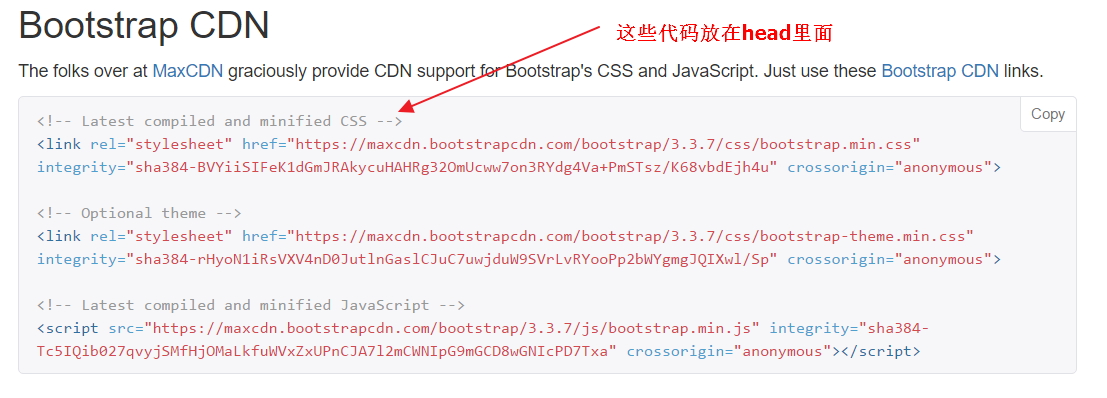 Bootstrap CDN
这些代码放在head里面
The folks over at MaxCDN graciously provide CDN support for Bootstrap's CSS and JavaScript. Just use these Bootstrap CDN links.
Copy
<!-- Latest compiled and minified CSS -->
<link rel="stylesheet" href="https://maxcdn.bootstrapcdn.com/bootstrap/3.3.7/css/bootstrap.min.css"
integrity="sha384-BVYiiSIFeK1dGmJRAkycuHAHRg32OmUcww7on3RYdg4Va+PmSTsz/K68vbdEjh4u" crossorigin="anonymous">
<!-- Optional theme -->
<link rel="stylesheet" href="https://maxcdn.bootstrapcdn.com/bootstrap/3.3.7/css/bootstrap-theme.min.css"
integrity="sha384-rHyoN1iRsVXV4nD0JutlnGaslCJuC7uwjduW9SVrLvRYooPp2bWYgmgJQIXwl/Sp" crossorigin="anonymous">
<!-- Latest compiled and minified JavaScript -->
<script src="https://maxcdn.bootstrapcdn.com/bootstrap/3.3.7/js/bootstrap.min.js" integrity="sha384-
Tc5IQib027qvyjSMfHjOMaLkfuWVxZxUPnCJA7l2mCWNIpG9mGCD8wGNIcPD7Txa" crossorigin="anonymous"></script>